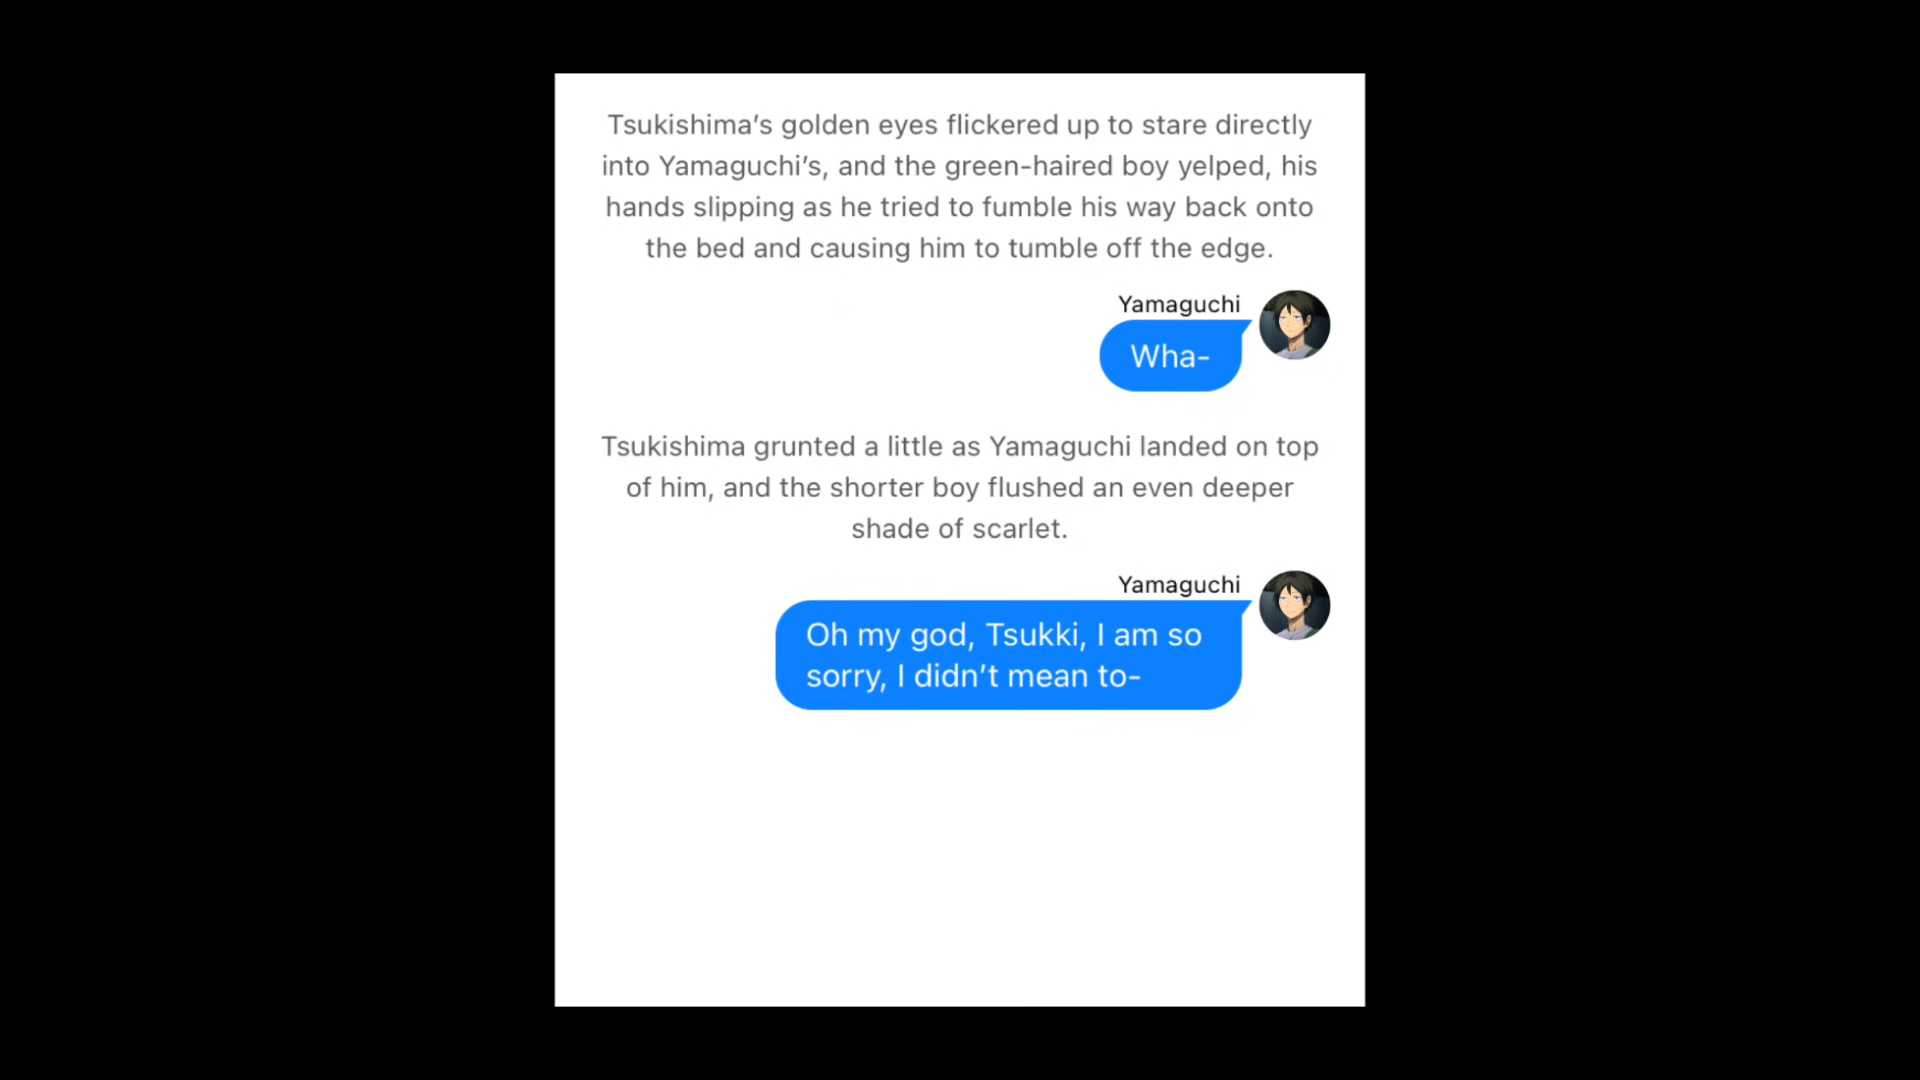 Tsukishima’s golden eyes flickered up to stare directly
into Yamaguchi’s, and the green-haired boy yelped, his
hands slipping as he tried to fumble his way back onto
the bed and causing him to tumble off the edge.
Yamaguchi
Wha-
Tsukishima grunted a little as Yamaguchi landed on top
of him, and the shorter boy flushed an even deeper
shade of scarlet.
Yamaguchi
Oh my god, Tsukki, I am so
sorry, I didn’t mean to-